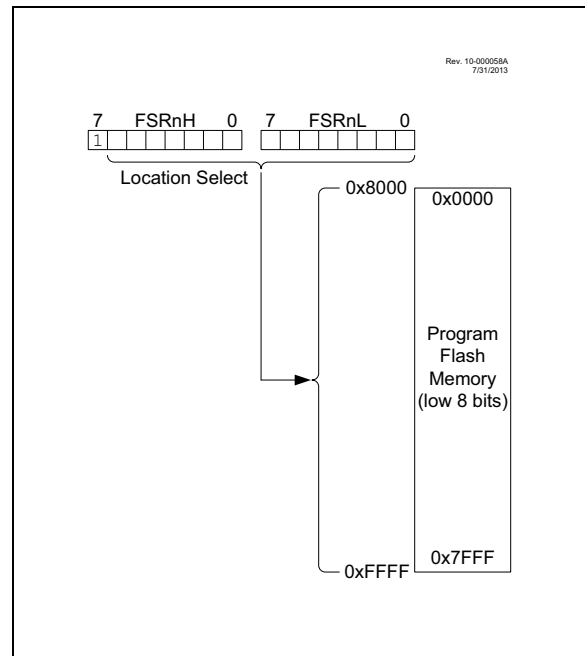 Rev. 10-000058A
7/31/2013
7 FSRnH 0 7 FSRnL 0
1
Location Select
0x8000
0x0000
Program
Flash
Memory
(low 8 bits)
0x7FFF
0xFFFF